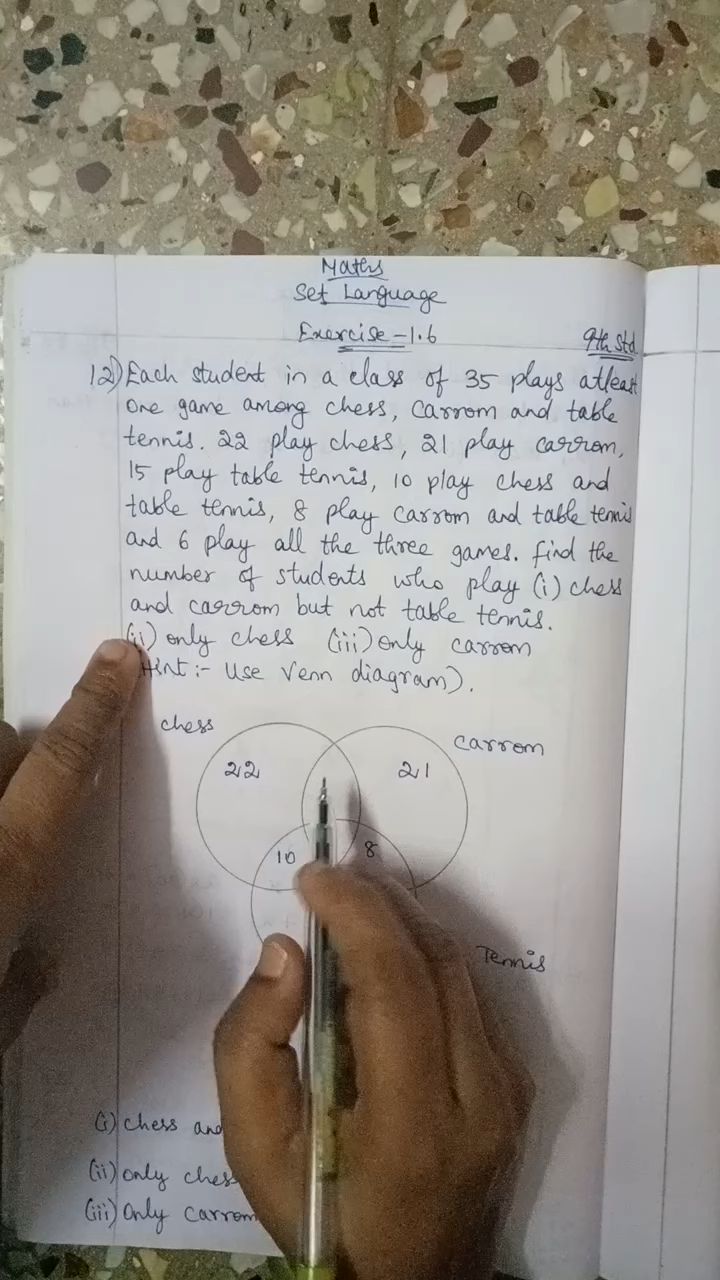 Maths
Set Language
Exercise - 1.6
9th Std
12) Each student in a class of 35 plays atleast
one game among chess, carrom and table
tennis. 22 play chess, 21 play carrom,
15 play table tennis, 10 play chess and
table tennis, 8 play carrom and table tennis
and 6 play all the three games. find the
number of students who play (i) chess
and carrom but not table tennis.
(ii) only chess (iii) only carrom
Hint :- Use Venn diagram).
chess
carrom
22
21
10
8
Tennis
(i) chess and
(ii) only chess
(iii) Only carrom